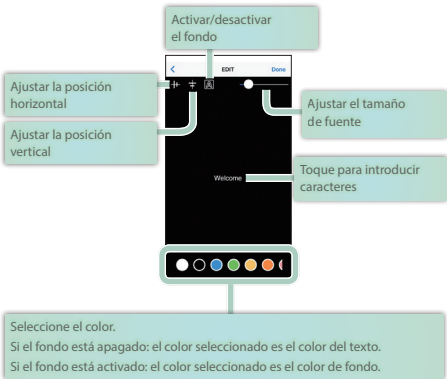 Activar/desactivar
el fondo
EDIT
Done
Ajustar la posición
horizontal
Ajustar el tamaño
de fuente
Ajustar la posición
vertical
Welcome
Toque para introducir
caracteres
Seleccione el color.
Si el fondo está apagado: el color seleccionado es el color del texto.
Si el fondo está activado: el color seleccionado es el color de fondo.